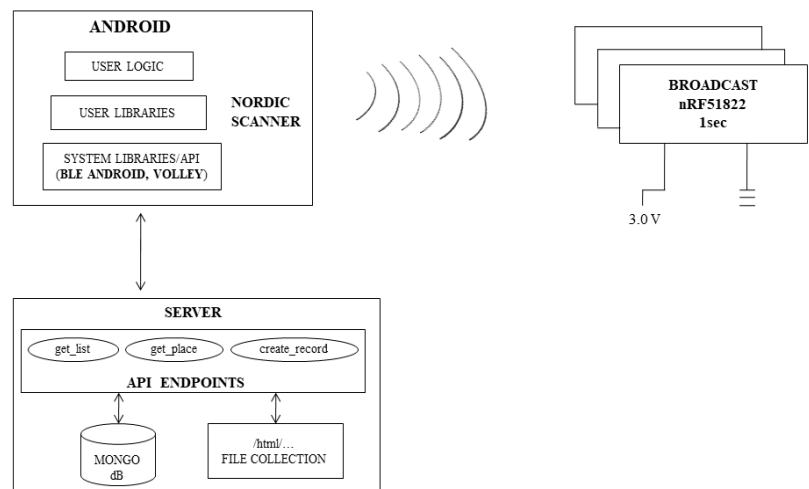 ANDROID
USER LOGIC
USER LIBRARIES
NORDIC
SCANNER
SYSTEM LIBRARIES/API
(BLE ANDROID, VOLLEY)
BROADCAST
nRF51822
1sec
3.0 V
SERVER
get_list
get_place
create_record
API ENDPOINTS
MONGO
dB
/html/...
FILE COLLECTION